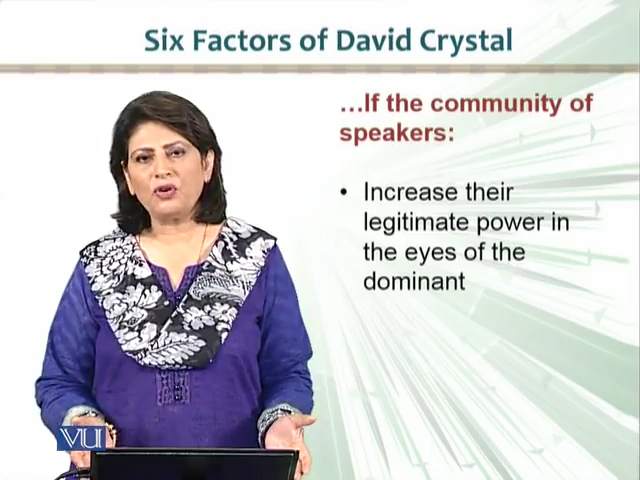 Six Factors of David Crystal
…If the community of
speakers:
• Increase their
legitimate power in
the eyes of the
dominant
VU